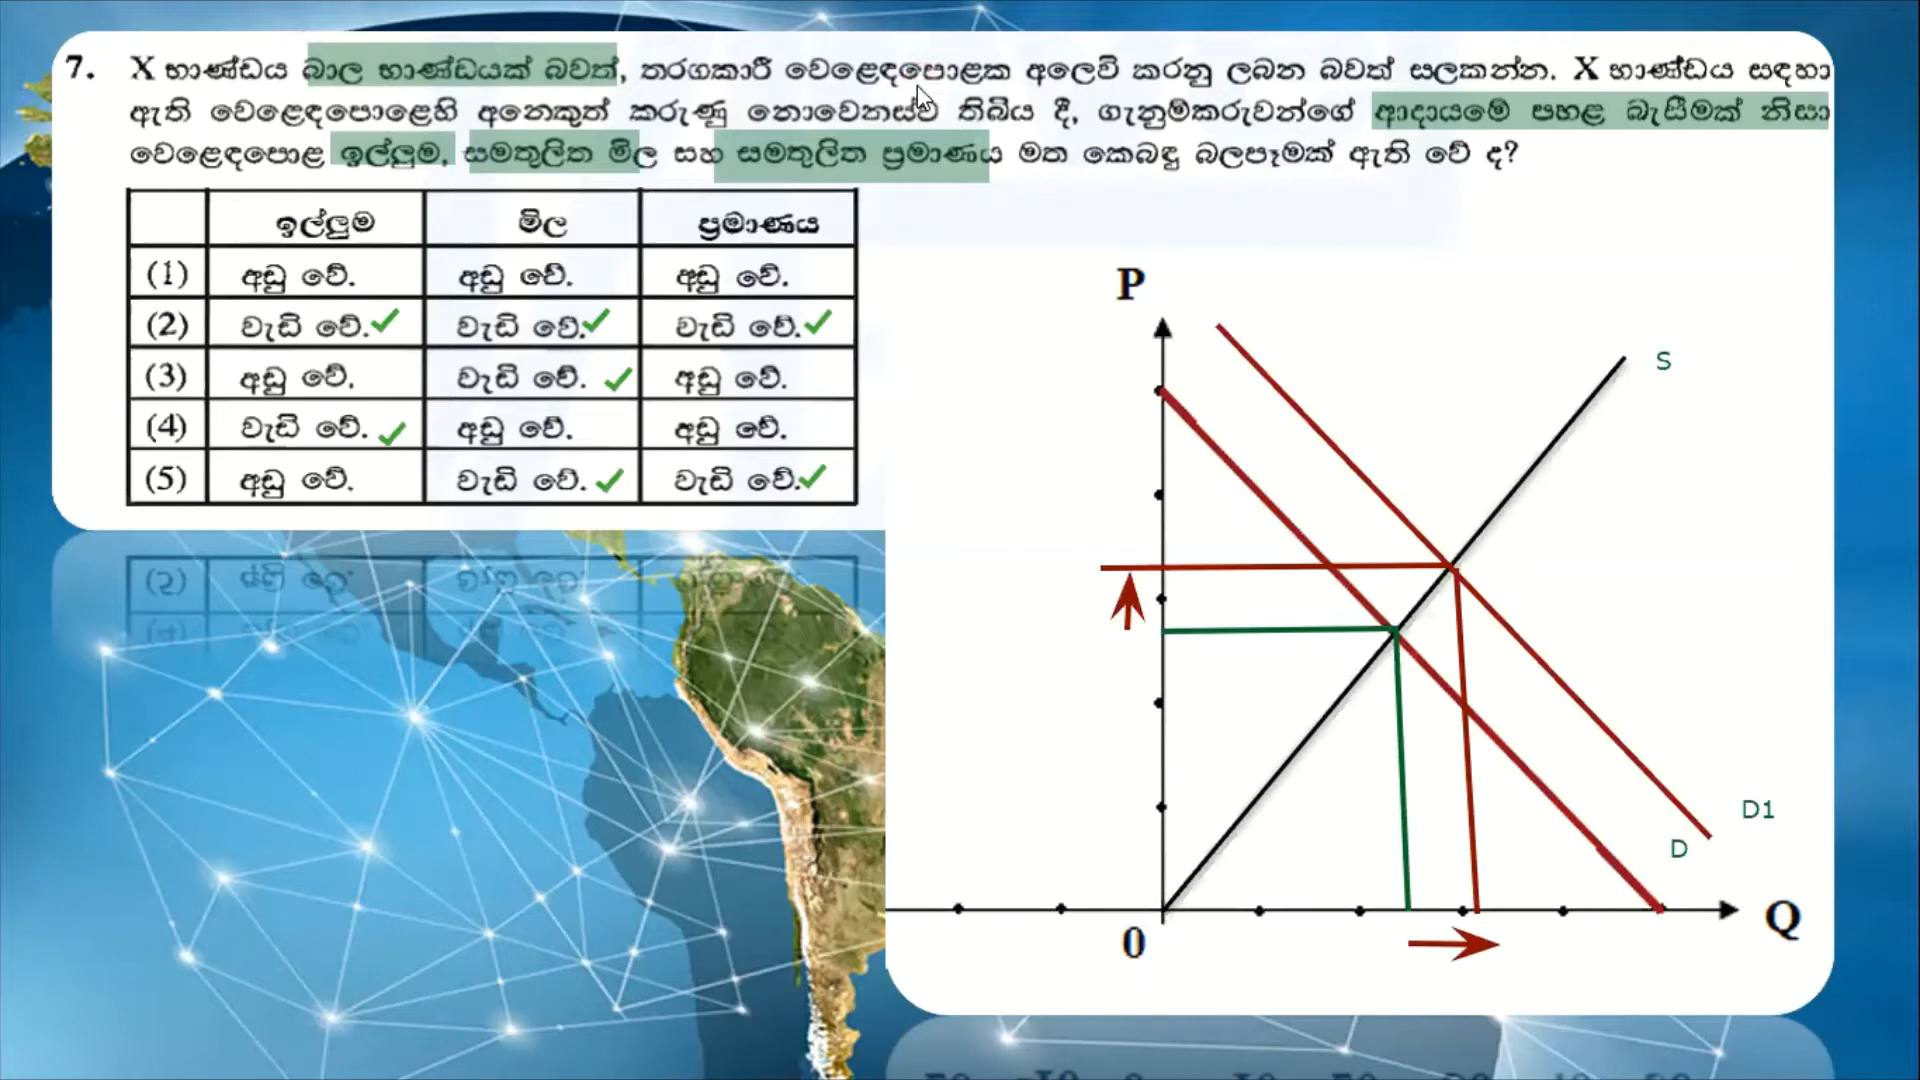 7. X භාණ්ඩය බාල භාණ්ඩයක් බවත්, තරගකාරී වෙළෙඳපොළක අලෙවි කරනු ලබන බවත් සලකන්න. X භාණ්ඩය සඳහා
ඇති වෙළෙඳපොළෙහි අනෙකුත් කරුණු නොවෙනස්ව තිබිය දී, ගැනුම්කරුවන්ගේ ආදායමේ පහළ බැසීමක් නිසා
වෙළෙඳපොළ ඉල්ලුම, සමතුලිත මිල සහ සමතුලිත ප්‍රමාණය මත කෙබඳු බලපෑමක් ඇති වේ ද?
ඉල්ලුම මිල ප්‍රමාණය
(1) අඩු වේ. අඩු වේ. අඩු වේ.
(2) වැඩි වේ. වැඩි වේ. වැඩි වේ.
(3) අඩු වේ. වැඩි වේ. අඩු වේ.
(4) වැඩි වේ. අඩු වේ. අඩු වේ.
(5) අඩු වේ. වැඩි වේ. වැඩි වේ.
P
S
D1
D
Q
0